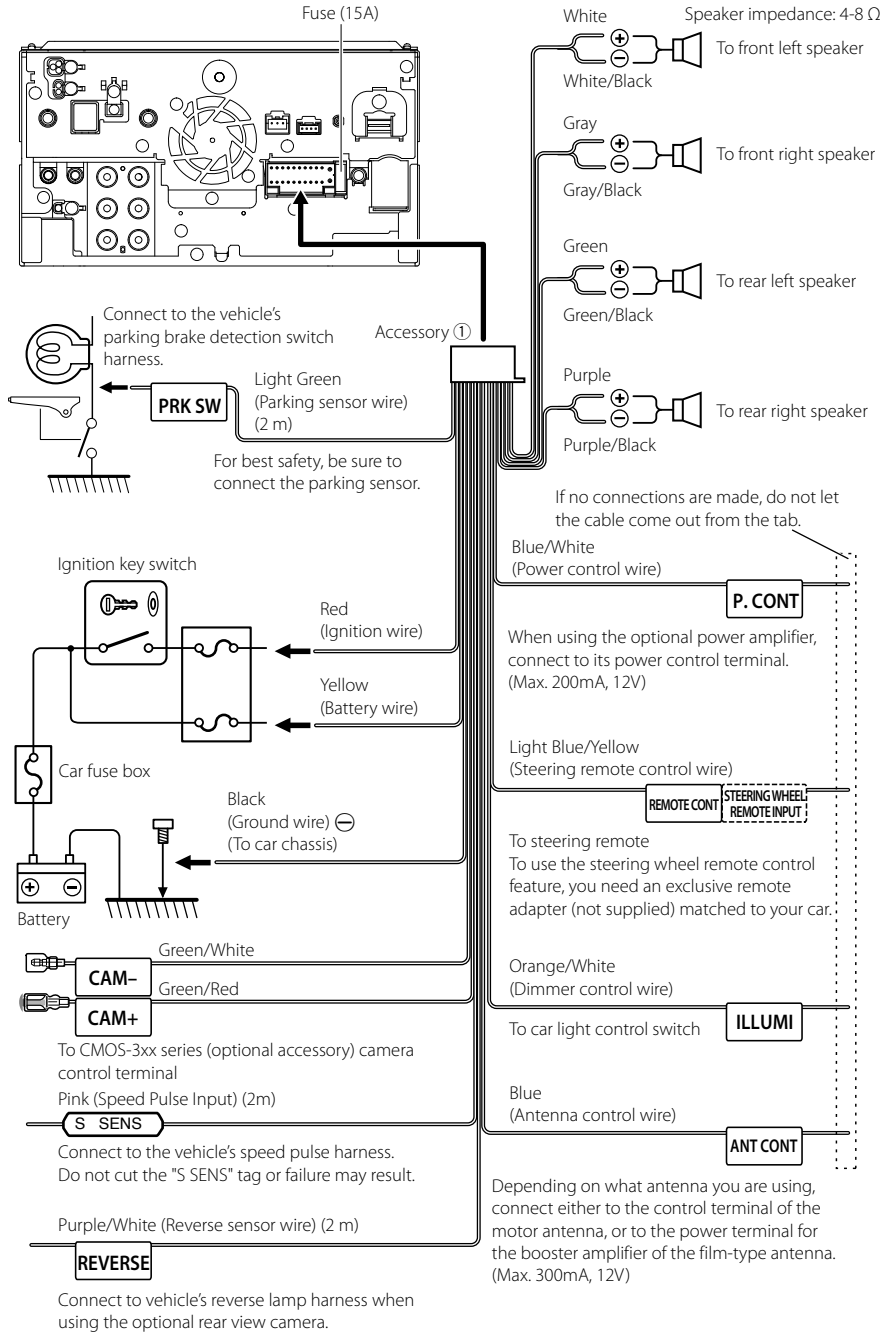 Fuse (15A)
White
Speaker impedance: 4-8 Ω
⊕
⊖
To front left speaker
White/Black
Gray
⊕
⊖
To front right speaker
Gray/Black
Green
⊕
⊖
To rear left speaker
Green/Black
Purple
⊕
⊖
To rear right speaker
Purple/Black
Connect to the vehicle's
parking brake detection switch
harness.
Accessory ①
Light Green
(Parking sensor wire)
(2 m)
PRK SW
For best safety, be sure to
connect the parking sensor.
If no connections are made, do not let
the cable come out from the tab.
Ignition key switch
Red
(Ignition wire)
Yellow
(Battery wire)
Car fuse box
Black
(Ground wire) ⊖
(To car chassis)
⊕ ⊖
Battery
Blue/White
(Power control wire)
P. CONT
When using the optional power amplifier,
connect to its power control terminal.
(Max. 200mA, 12V)
Light Blue/Yellow
(Steering remote control wire)
REMOTE CONT
STEERING WHEEL
REMOTE INPUT
To steering remote
To use the steering wheel remote control
feature, you need an exclusive remote
adapter (not supplied) matched to your car.
Green/White
CAM–
Green/Red
CAM+
To CMOS-3xx series (optional accessory) camera
control terminal
Pink (Speed Pulse Input) (2m)
S SENS
Connect to the vehicle's speed pulse harness.
Do not cut the "S SENS" tag or failure may result.
Purple/White (Reverse sensor wire) (2 m)
REVERSE
Connect to vehicle's reverse lamp harness when
using the optional rear view camera.
Orange/White
(Dimmer control wire)
To car light control switch
ILLUMI
Blue
(Antenna control wire)
ANT CONT
Depending on what antenna you are using,
connect either to the control terminal of the
motor antenna, or to the power terminal for
the booster amplifier of the film-type antenna.
(Max. 300mA, 12V)